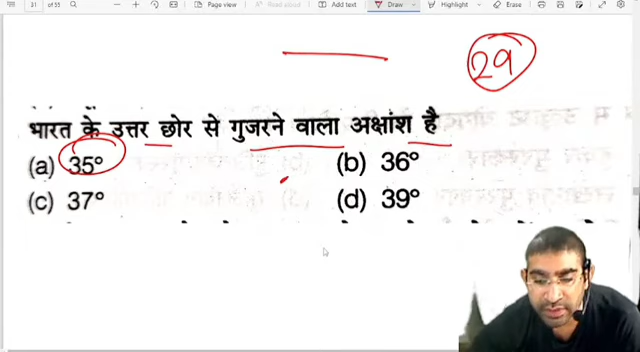 31 of 55
Page view
Read aloud
Add text
Draw
Highlight
Erase
29
भारत के उत्तर छोर से गुजरने वाला अक्षांश है
(a) 35° (b) 36°
(c) 37° (d) 39°